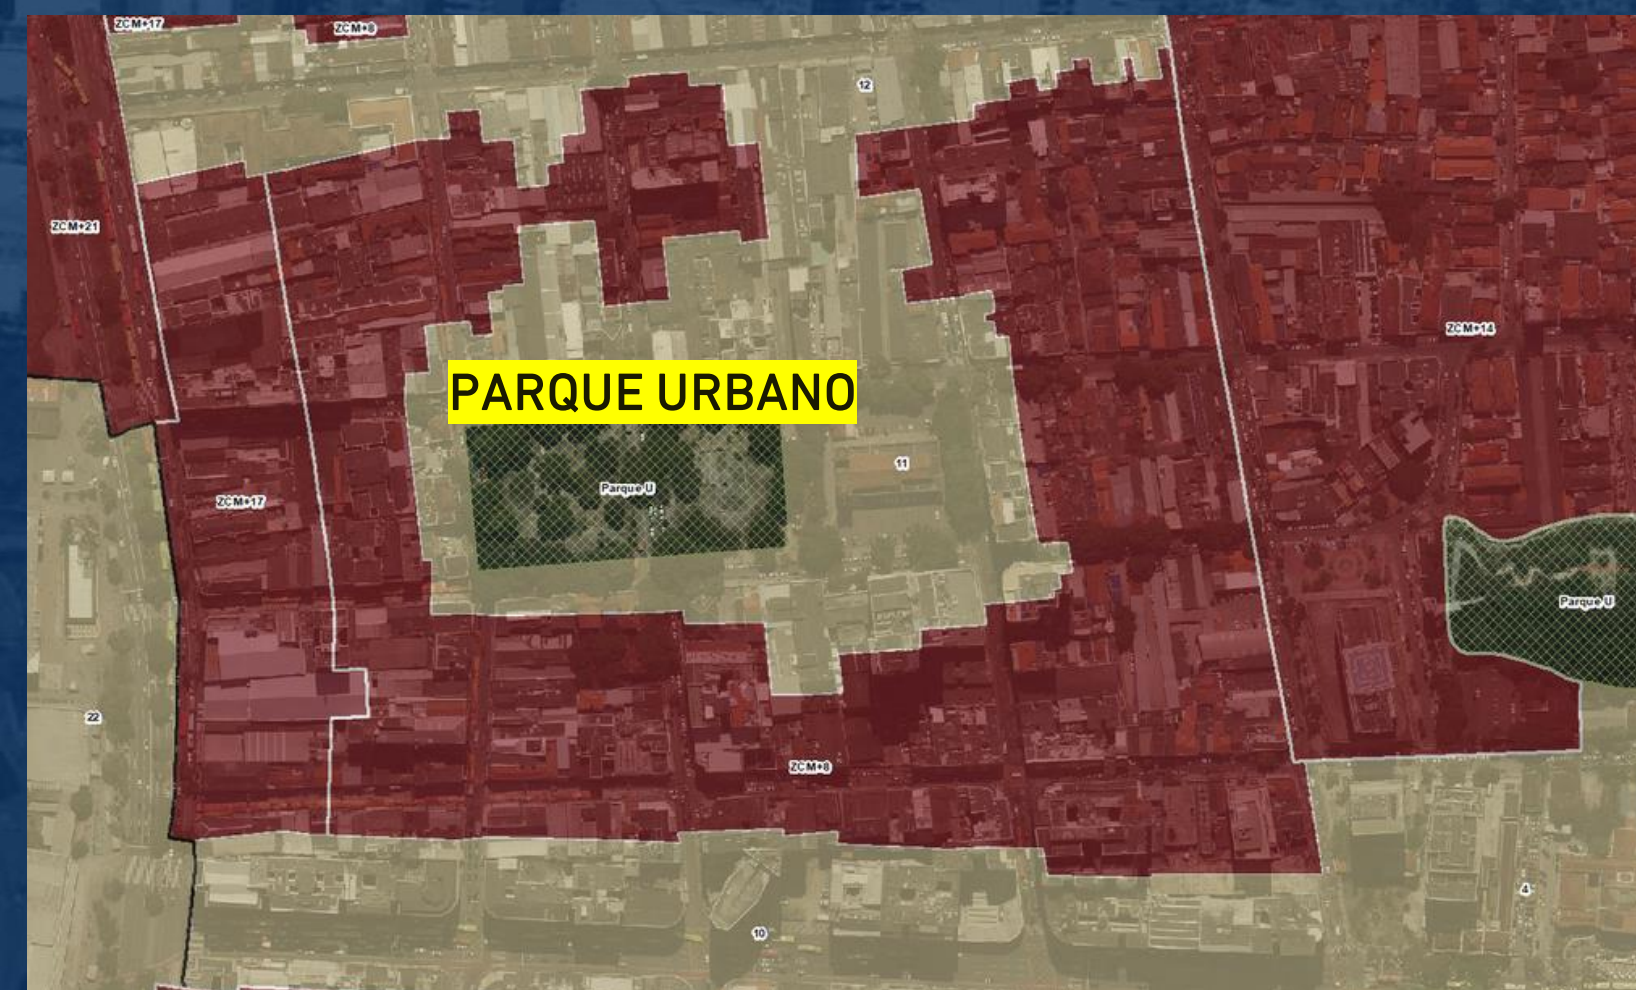 ZCM+17
ZCM+8
12
ZCM+21
ZCM+14
PARQUE URBANO
11
Parque U
ZCM+17
Parque U
22
ZCM+8
4
10